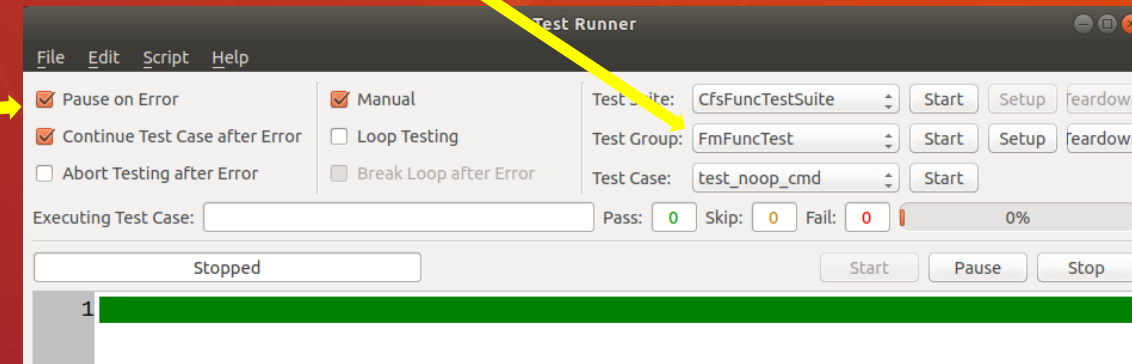 Test Runner
File Edit Script Help
Pause on Error Manual Test Suite: CfsFuncTestSuite Start Setup Teardow
Continue Test Case after Error Loop Testing Test Group: FmFuncTest Start Setup Teardow
Abort Testing after Error Break Loop after Error Test Case: test_noop_cmd Start
Executing Test Case: Pass: 0 Skip: 0 Fail: 0 0%
Stopped Start Pause Stop
1